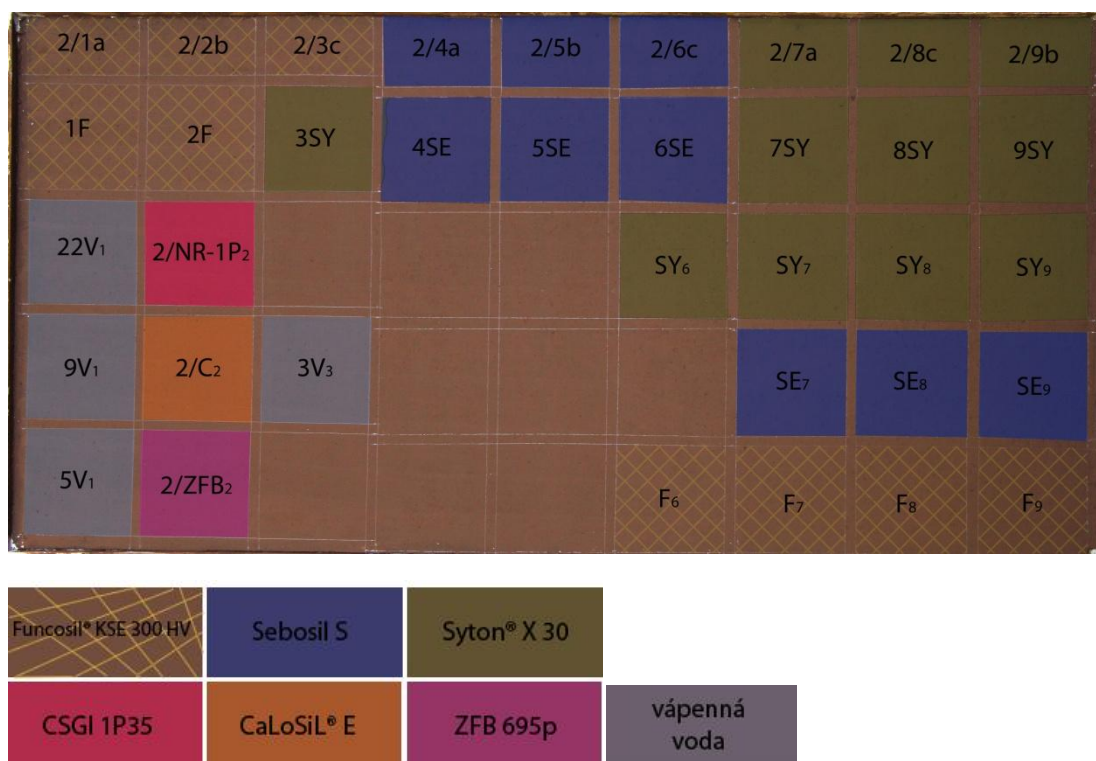 2/1a 2/2b 2/3c 2/4a 2/5b 2/6c 2/7a 2/8c 2/9b
1F 2F 3SY 4SE 5SE 6SE 7SY 8SY 9SY
22V₁ 2/NR-1P₂ SY₆ SY₇ SY₈ SY₉
9V₁ 2/C₂ 3V₃ SE₇ SE₈ SE₉
5V₁ 2/ZFB₂ F₆ F₇ F₈ F₉
Funcosil® KSE 300 HV Sebosil S Syton® X 30
CSGI 1P35 CaLoSiL® E ZFB 695p vápenná
voda